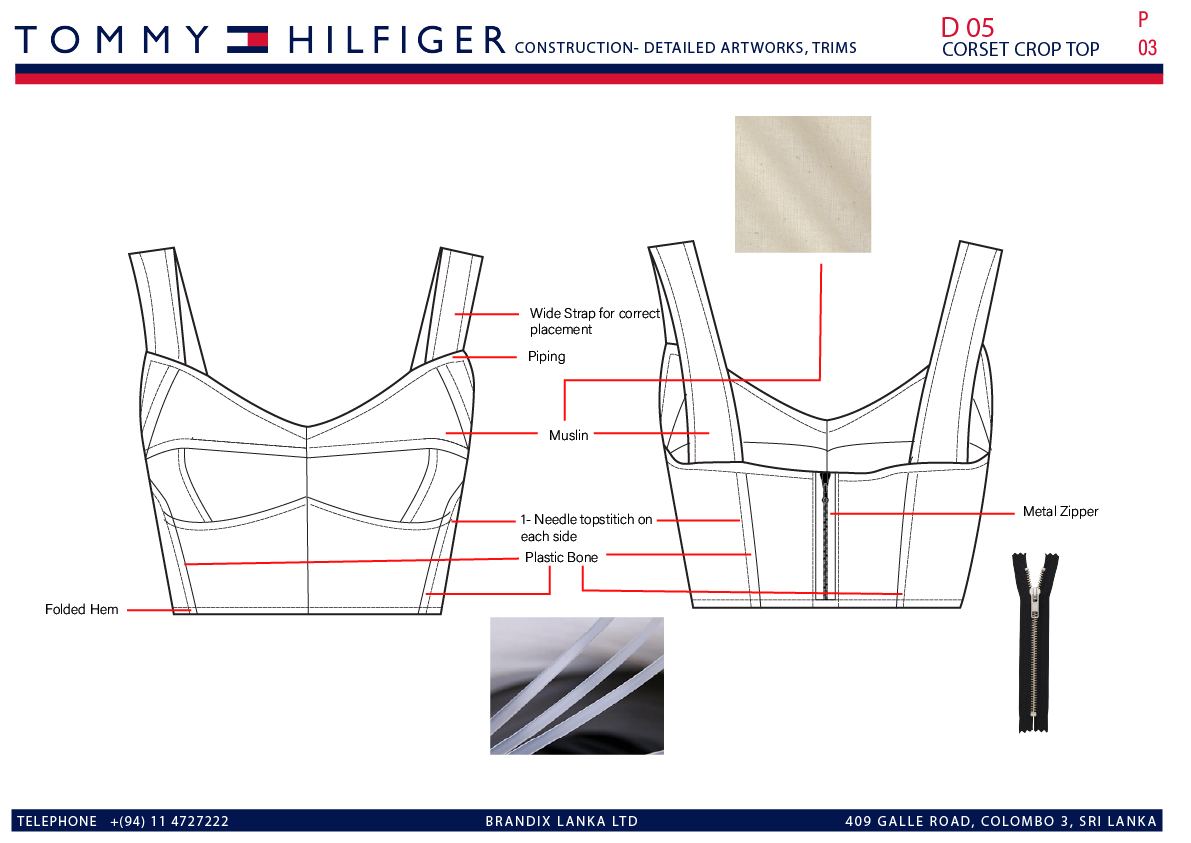 TOMMY HILFIGER CONSTRUCTION- DETAILED ARTWORKS, TRIMS
D 05
CORSET CROP TOP
P
03
Wide Strap for correct
placement
Piping
Muslin
1- Needle topstitch on
each side
Plastic Bone
Folded Hem
Metal Zipper
TELEPHONE +(94) 11 4727222
BRANDIX LANKA LTD
409 GALLE ROAD, COLOMBO 3, SRI LANKA